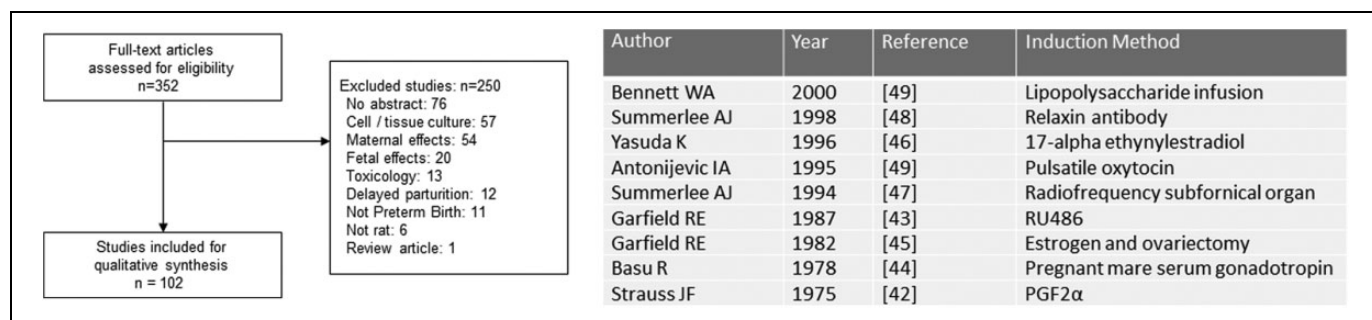 Full-text articles
assessed for eligibility
n=352
Excluded studies: n=250
No abstract: 76
Cell / tissue culture: 57
Maternal effects: 54
Fetal effects: 20
Toxicology: 13
Delayed parturition: 12
Not Preterm Birth: 11
Not rat: 6
Review article: 1
Studies included for
qualitative synthesis
n = 102
Author Year Reference Induction Method
Bennett WA 2000 [49] Lipopolysaccharide infusion
Summerlee AJ 1998 [48] Relaxin antibody
Yasuda K 1996 [46] 17-alpha ethynylestradiol
Antonijevic IA 1995 [49] Pulsatile oxytocin
Summerlee AJ 1994 [47] Radiofrequency subfornical organ
Garfield RE 1987 [43] RU486
Garfield RE 1982 [45] Estrogen and ovariectomy
Basu R 1978 [44] Pregnant mare serum gonadotropin
Strauss JF 1975 [42] PGF2α